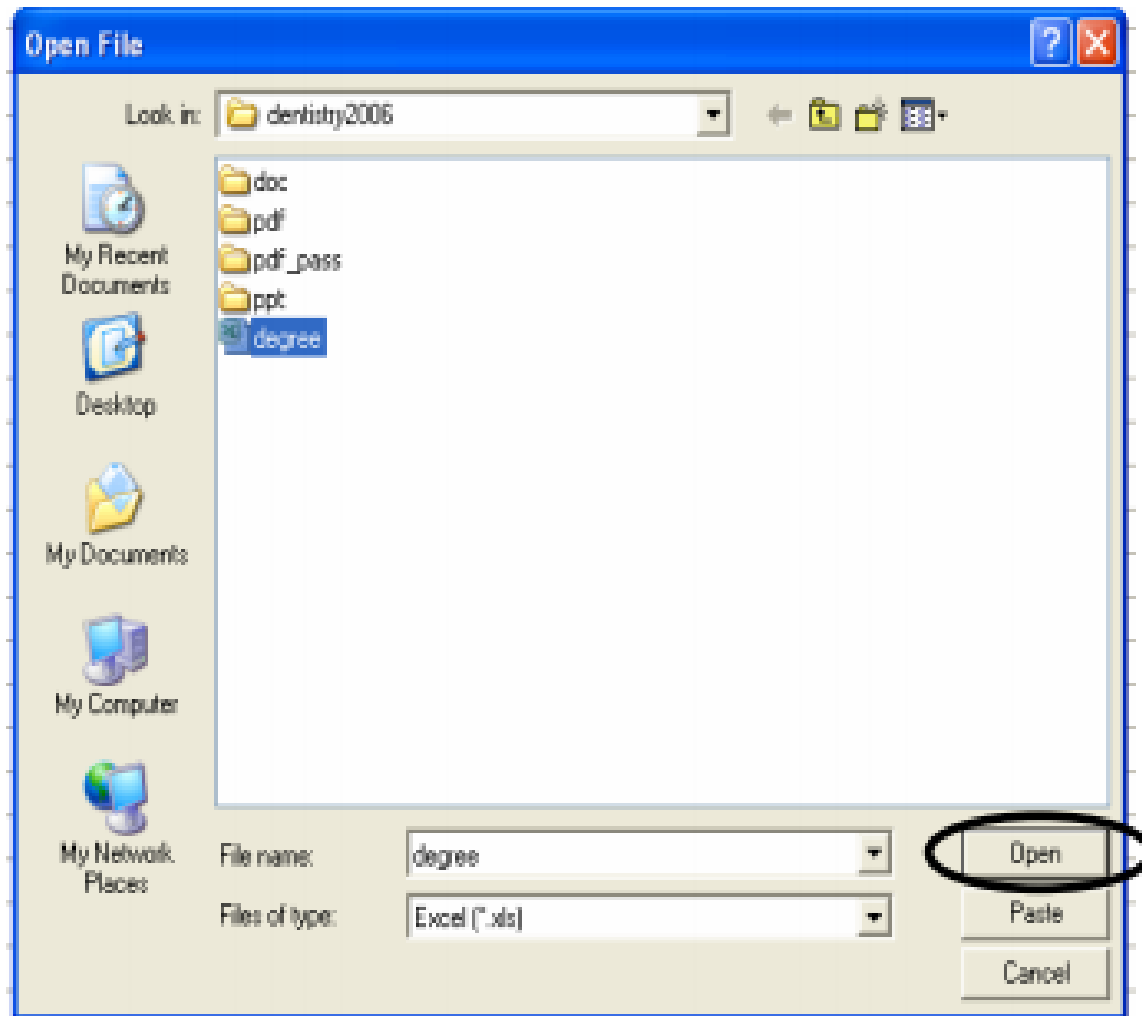 Open File
Look in:
dentistry2006
My Recent
Documents
Desktop
My Documents
My Computer
My Network
Places
doc
pdf
pdf_pass
ppt
degree
File name:
degree
Open
Files of type:
Excel (*.xls)
Paste
Cancel